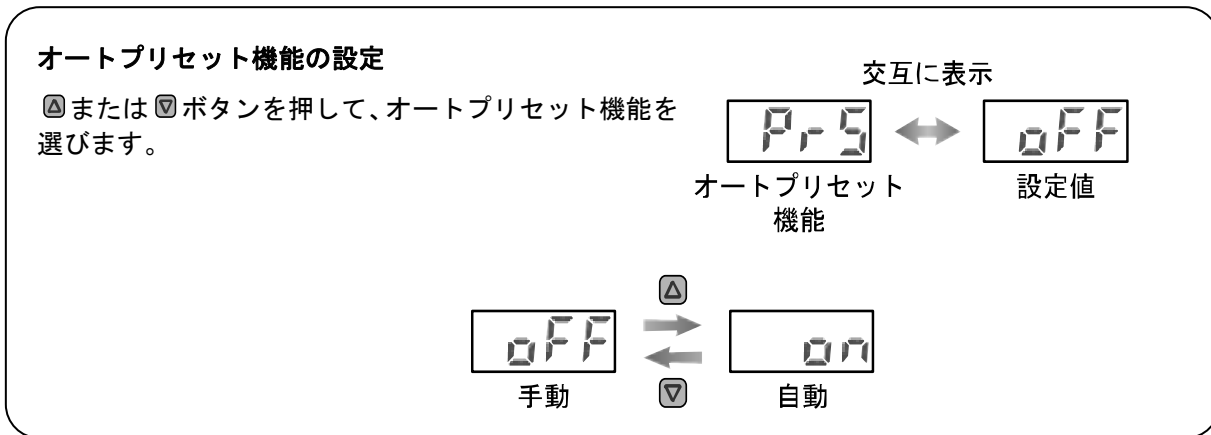 オートプリセット機能の設定
△または▽ボタンを押して、オートプリセット機能を
選びます。
交互に表示
PrS
oFF
オートプリセット
機能
設定値
△
oFF
on
手動
▽
自動